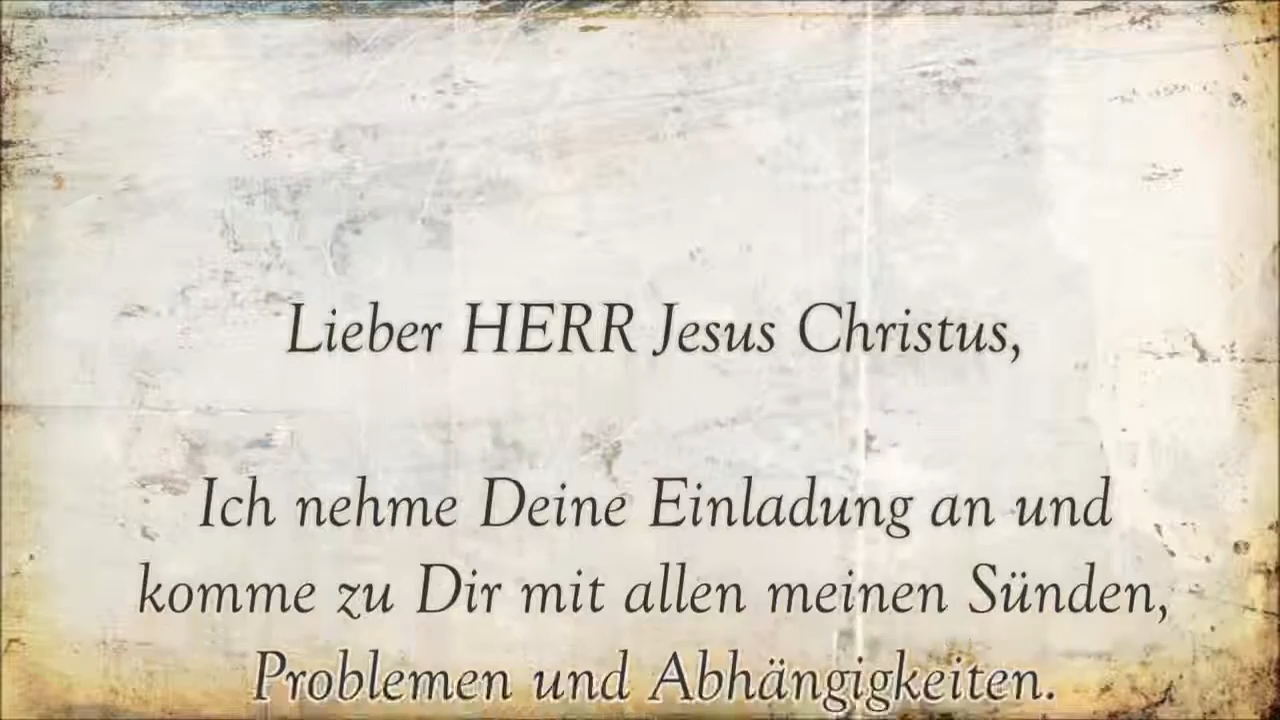 Lieber HERR Jesus Christus,
Ich nehme Deine Einladung an und
komme zu Dir mit allen meinen Sünden,
Problemen und Abhängigkeiten.